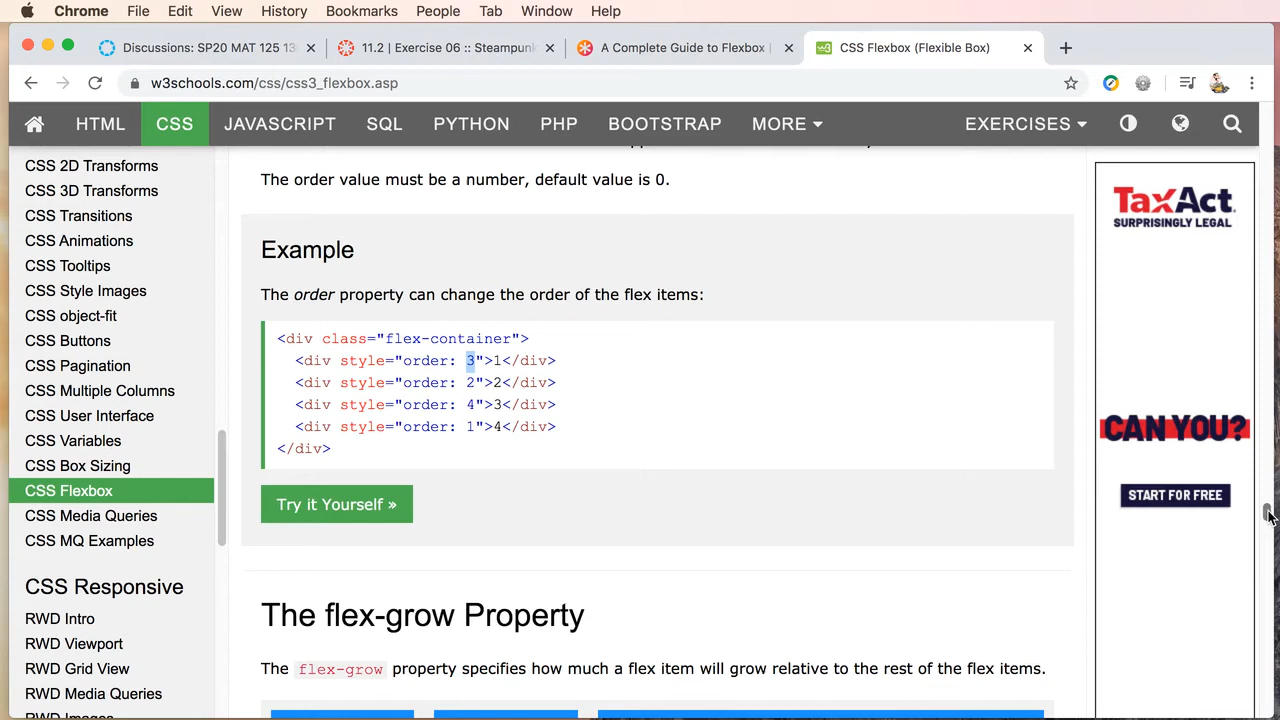 Chrome File Edit View History Bookmarks People Tab Window Help
Discussions: SP20 MAT 125 13 11.2 | Exercise 06 :: Steampunk A Complete Guide to Flexbox | CSS Flexbox (Flexible Box)
w3schools.com/css/css3_flexbox.asp
HTML CSS JAVASCRIPT SQL PYTHON PHP BOOTSTRAP MORE EXERCISES
CSS 2D Transforms
CSS 3D Transforms
CSS Transitions
CSS Animations
CSS Tooltips
CSS Style Images
CSS object-fit
CSS Buttons
CSS Pagination
CSS Multiple Columns
CSS User Interface
CSS Variables
CSS Box Sizing
CSS Flexbox
CSS Media Queries
CSS MQ Examples
CSS Responsive
RWD Intro
RWD Viewport
RWD Grid View
RWD Media Queries
RWD Images
The order value must be a number, default value is 0.
Example
The order property can change the order of the flex items:
<div class="flex-container">
<div style="order: 3">1</div>
<div style="order: 2">2</div>
<div style="order: 4">3</div>
<div style="order: 1">4</div>
</div>
Try it Yourself »
The flex-grow Property
The flex-grow property specifies how much a flex item will grow relative to the rest of the flex items.
TaxAct.
SURPRISINGLY LEGAL
CAN YOU?
START FOR FREE